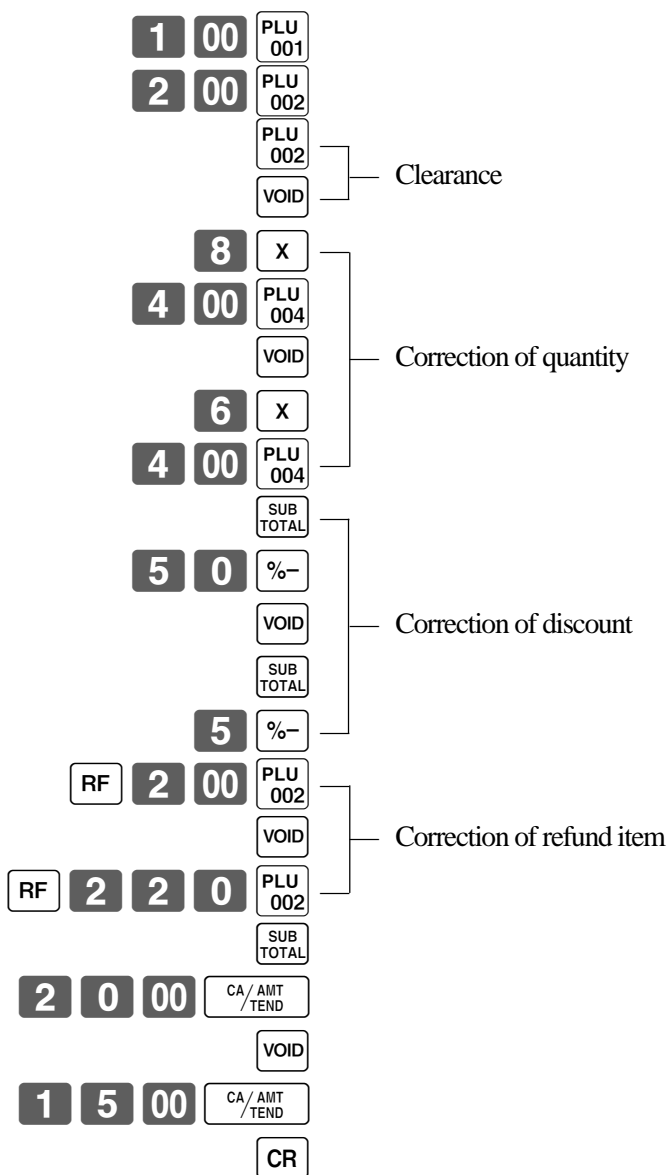 1 00 PLU 001
2 00 PLU 002
PLU 002
Clearance
VOID
8 X
4 00 PLU 004
VOID
Correction of quantity
6 X
4 00 PLU 004
SUB TOTAL
5 0 %−
VOID
Correction of discount
SUB TOTAL
5 %−
RF 2 00 PLU 002
VOID
Correction of refund item
RF 2 2 0 PLU 002
SUB TOTAL
2 0 00 CA/AMT TEND
VOID
1 5 00 CA/AMT TEND
CR